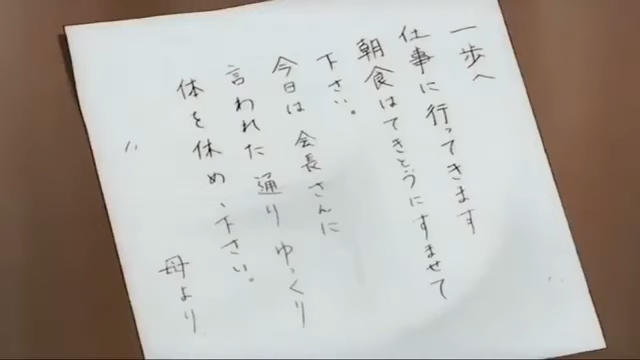 一歩へ
仕事に行ってきます
朝食はてきとうにすませて
下さい。
今日は会長さんに
言われた通りゆっくり
体を休め、下さい。
母より